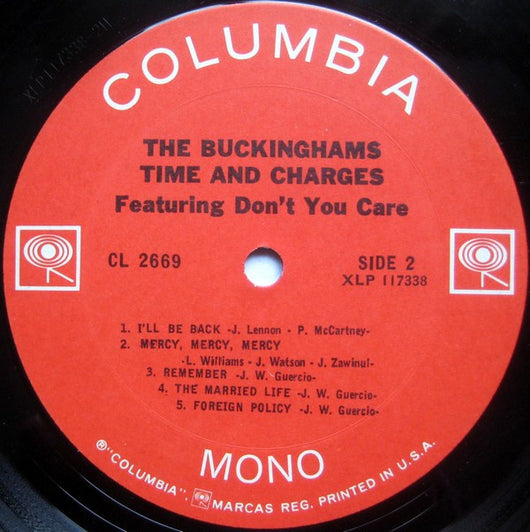 XLP117338-2H
COLUMBIA
THE BUCKINGHAMS
TIME AND CHARGES
Featuring Don't You Care
CL 2669
SIDE 2
XLP 117338
1. I'LL BE BACK -J. Lennon - P. McCartney-
2. MERCY, MERCY, MERCY
-L. Williams - J. Watson - J. Zawinul-
3. REMEMBER -J. W. Guercio-
4. THE MARRIED LIFE -J. W. Guercio-
5. FOREIGN POLICY -J. W. Guercio-
MONO
®"COLUMBIA", MARCAS REG. PRINTED IN U.S.A.